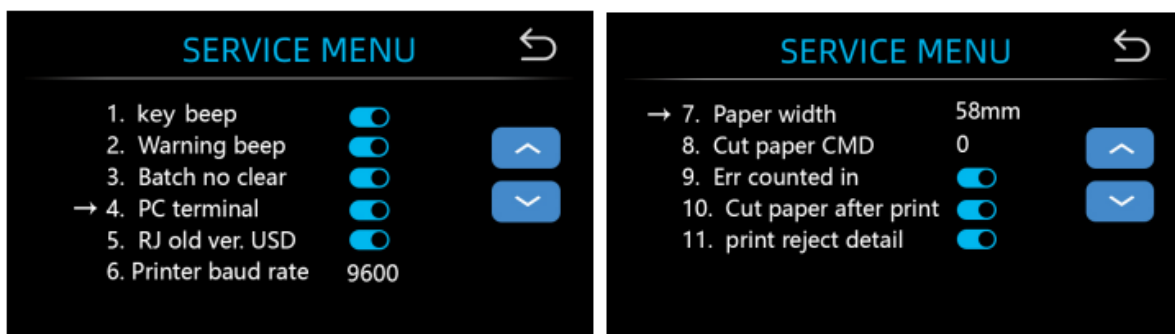 SERVICE MENU
1. key beep
2. Warning beep
3. Batch no clear
→ 4. PC terminal
5. RJ old ver. USD
6. Printer baud rate 9600
SERVICE MENU
→ 7. Paper width 58mm
8. Cut paper CMD 0
9. Err counted in
10. Cut paper after print
11. print reject detail